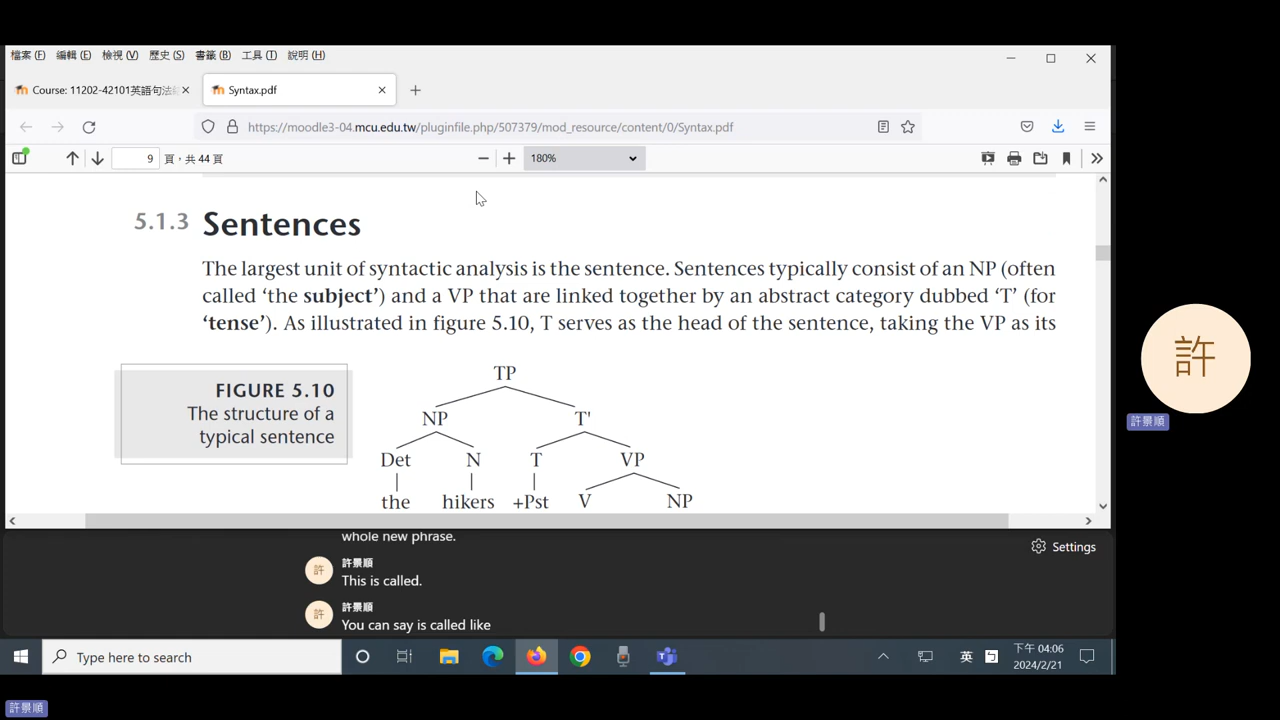 檔案 (F) 編輯 (E) 檢視 (V) 歷史 (S) 書籤 (B) 工具 (T) 說明 (H)
Course: 11202-42101英語句法 Syntax.pdf
https://moodle3-04.mcu.edu.tw/pluginfile.php/507379/mod_resource/content/0/Syntax.pdf
9 頁，共 44 頁 180%
5.1.3 Sentences
The largest unit of syntactic analysis is the sentence. Sentences typically consist of an NP (often
called ‘the subject’) and a VP that are linked together by an abstract category dubbed ‘T’ (for
‘tense’). As illustrated in figure 5.10, T serves as the head of the sentence, taking the VP as its
FIGURE 5.10
The structure of a
typical sentence
TP
NP T'
Det N T VP
the hikers +Pst V NP
whole new phrase.
許景順
許 This is called.
許景順
許 You can say is called like
Settings
許
許景順
Type here to search
英
下午 04:06
2024/2/21
許景順